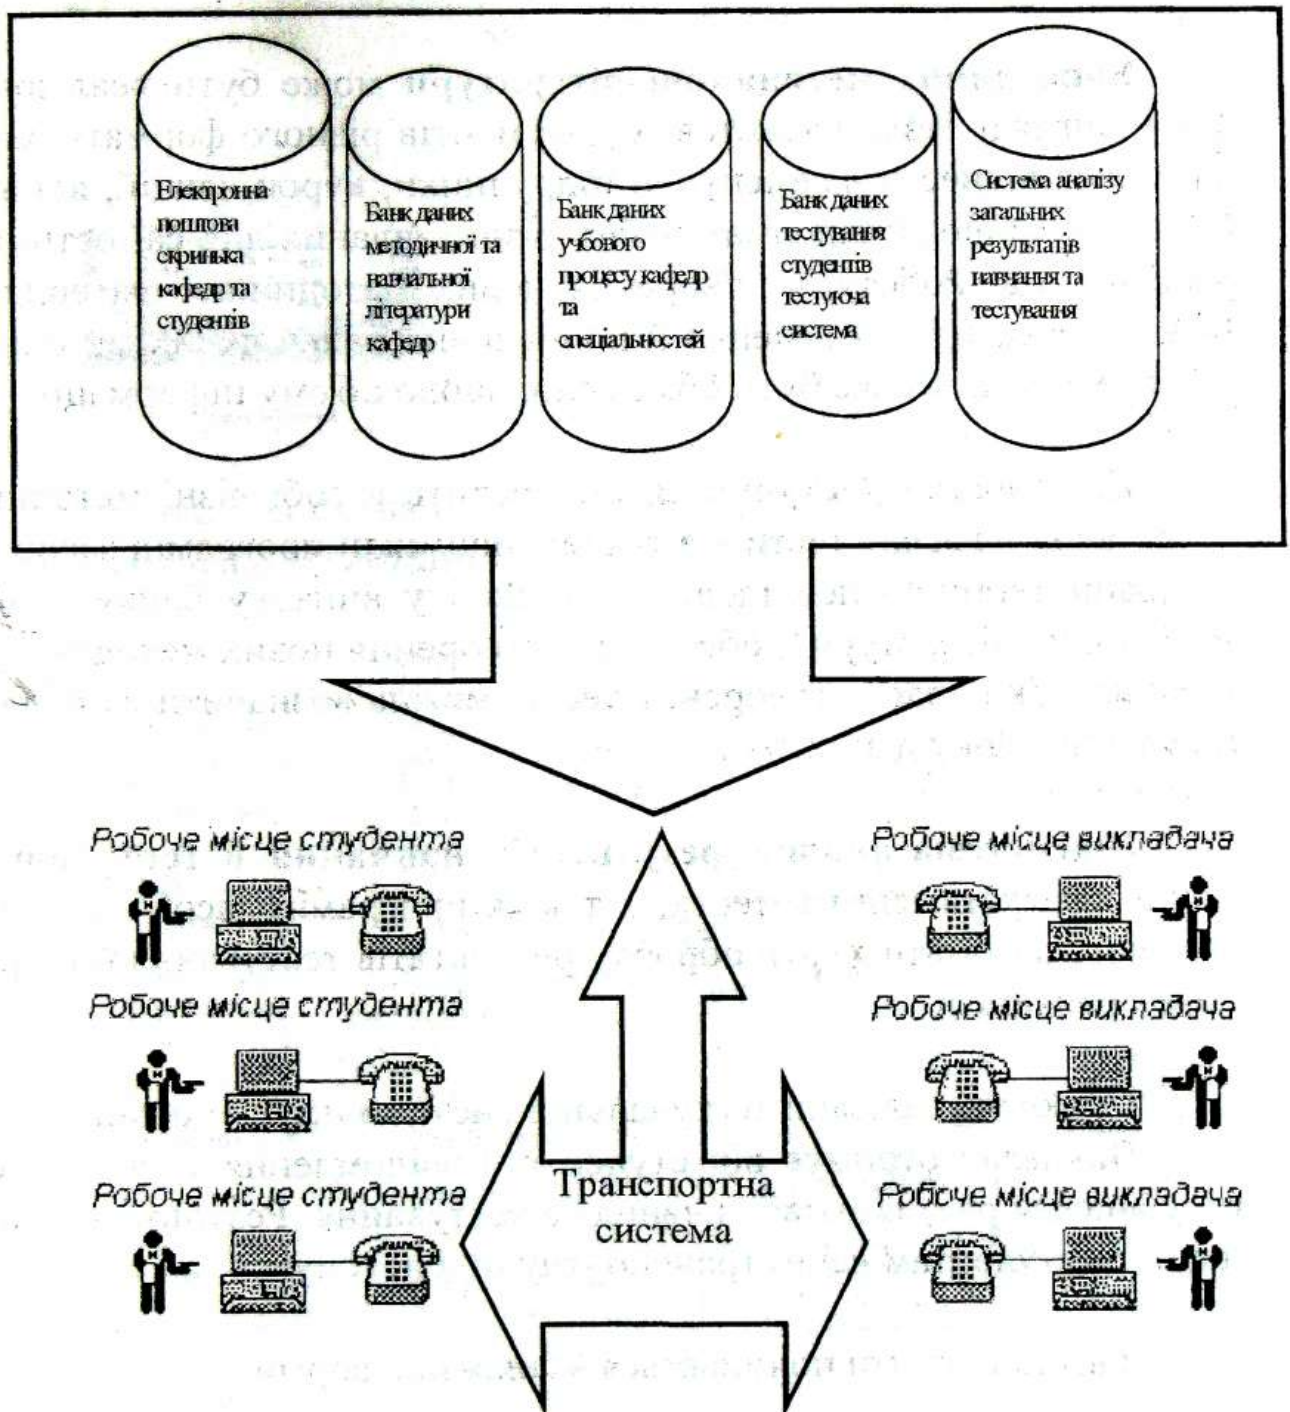 Електронна
поштова
скринька
кафедр та
студентів
Банк даних
методичної та
навчальної
літератури
кафедр
Банк даних
учбового
процесу кафедр
та
спеціальностей
Банк даних
тестування
студентів
тестуюча
система
Система аналізу
загальних
результатів
навчання та
тестування
Робоче місце студента
Робоче місце викладача
Робоче місце студента
Робоче місце викладача
Робоче місце студента
Робоче місце викладача
Транспортна
система